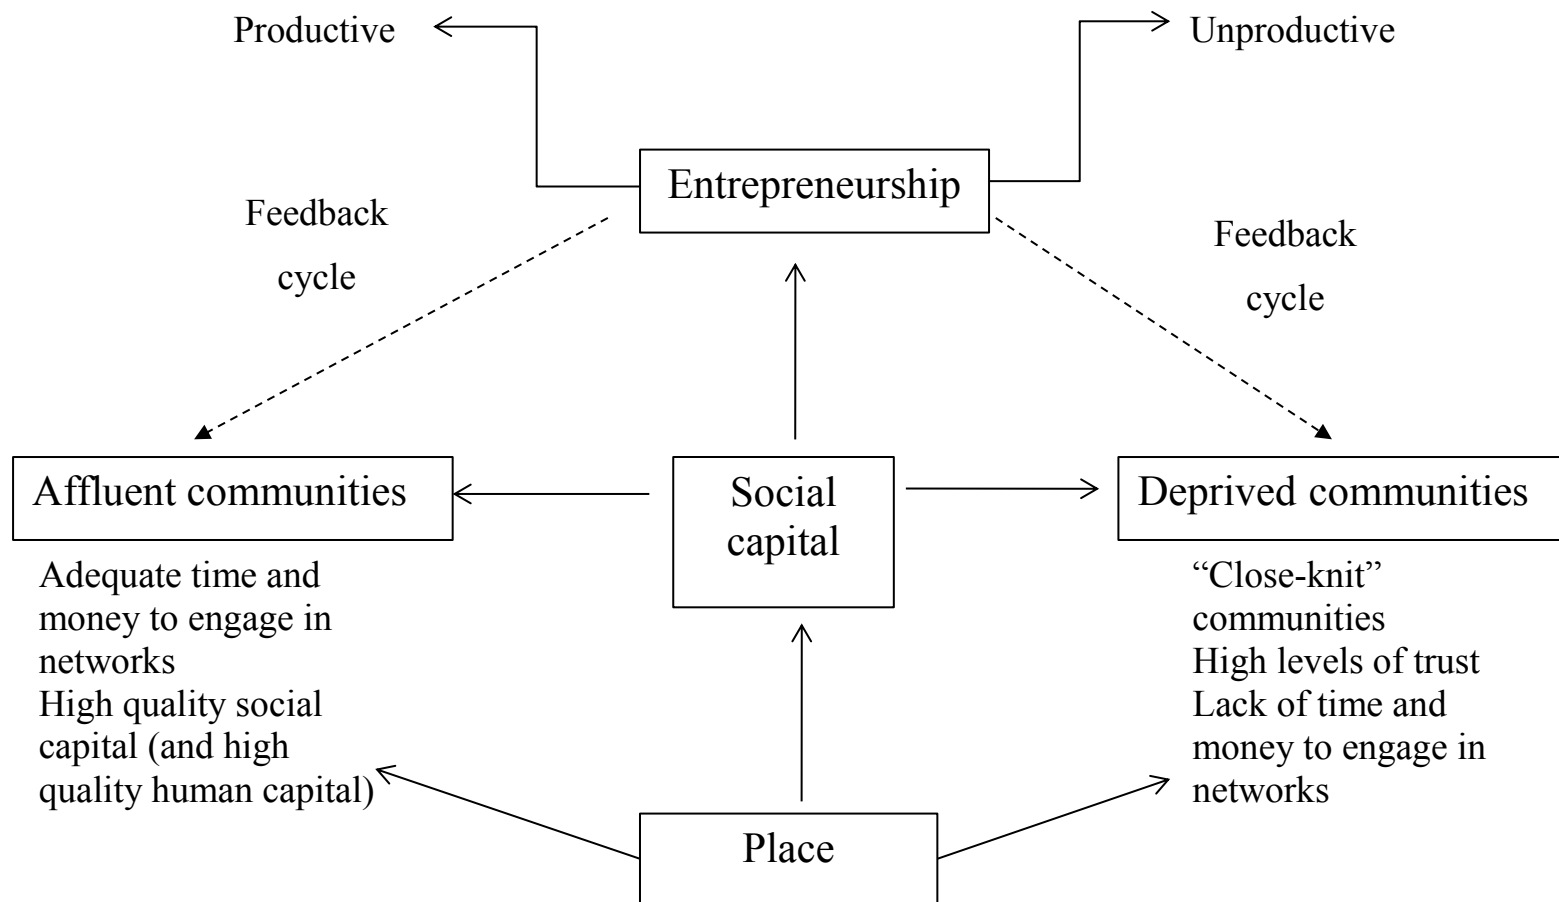 Productive
Unproductive
Entrepreneurship
Feedback
cycle
Feedback
cycle
Affluent communities
Social
capital
Deprived communities
Adequate time and
money to engage in
networks
High quality social
capital (and high
quality human capital)
“Close-knit”
communities
High levels of trust
Lack of time and
money to engage in
networks
Place